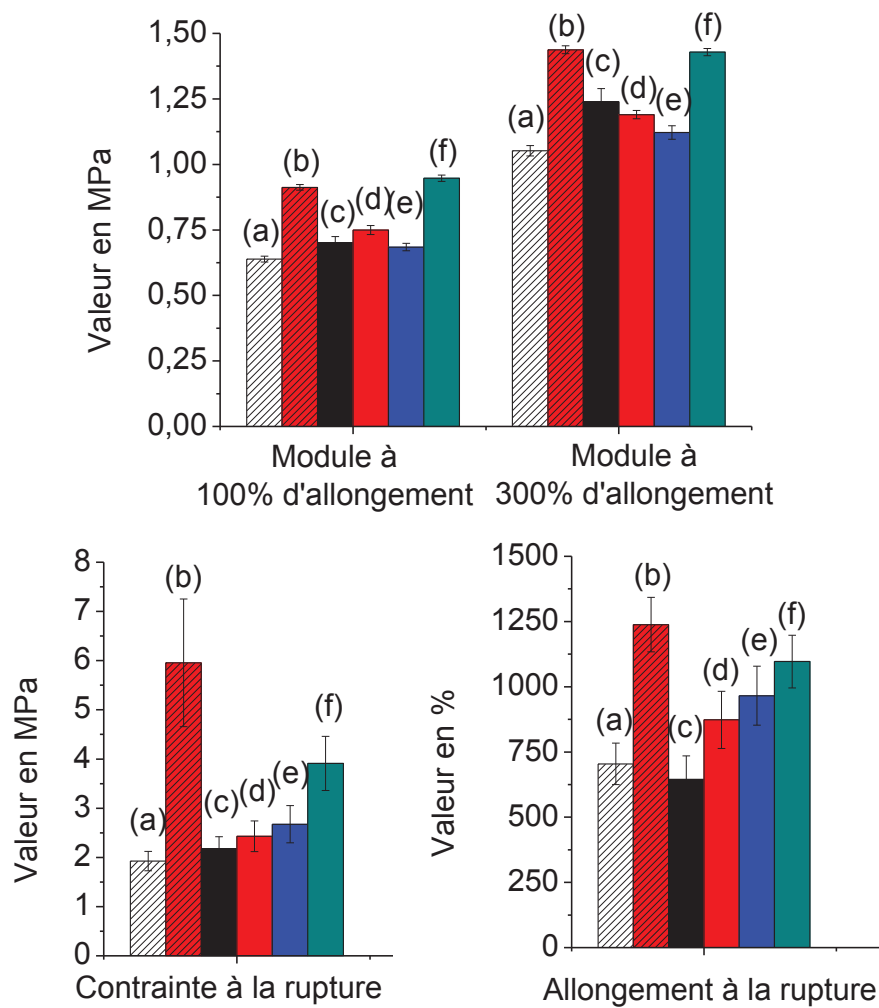 Valeur en MPa
1,50
1,25
1,00
0,75
0,50
0,25
0,00
(a)
(b)
(c)
(d)
(e)
(f)
(a)
(b)
(c)
(d)
(e)
(f)
Module à
100% d'allongement
Module à
300% d'allongement
Valeur en MPa
8
7
6
5
4
3
2
1
0
(a)
(b)
(c)
(d)
(e)
(f)
Contrainte à la rupture
Valeur en %
1500
1250
1000
750
500
250
0
(a)
(b)
(c)
(d)
(e)
(f)
Allongement à la rupture